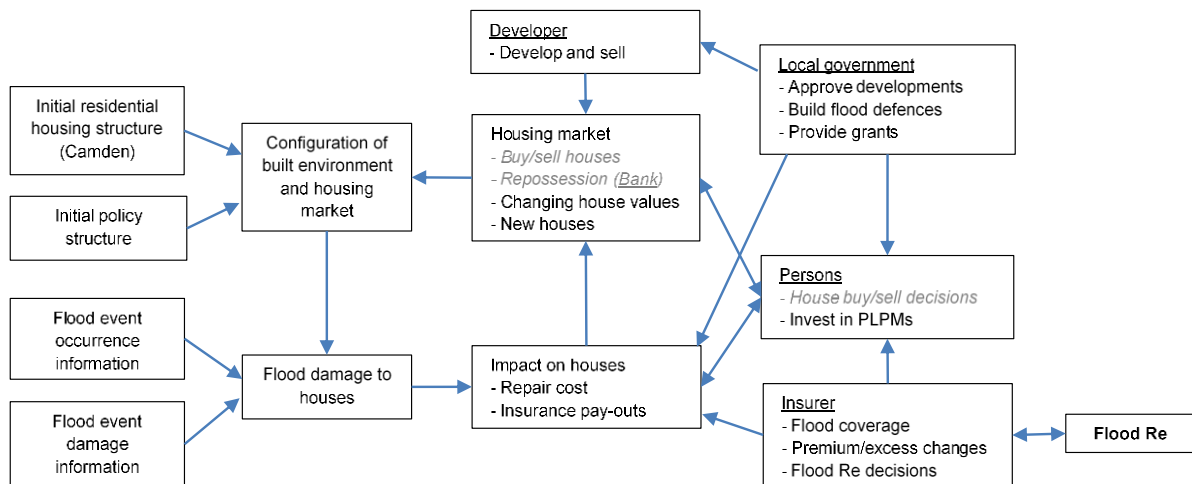 Developer
- Develop and sell
Local government
- Approve developments
- Build flood defences
- Provide grants
Initial residential
housing structure
(Camden)
Configuration of
built environment
and housing
market
Housing market
- Buy/sell houses
- Repossession (Bank)
- Changing house values
- New houses
Initial policy
structure
Persons
- House buy/sell decisions
- Invest in PLPMs
Flood event
occurrence
information
Flood damage to
houses
Impact on houses
- Repair cost
- Insurance pay-outs
Flood event
damage
information
Insurer
- Flood coverage
- Premium/excess changes
- Flood Re decisions
Flood Re